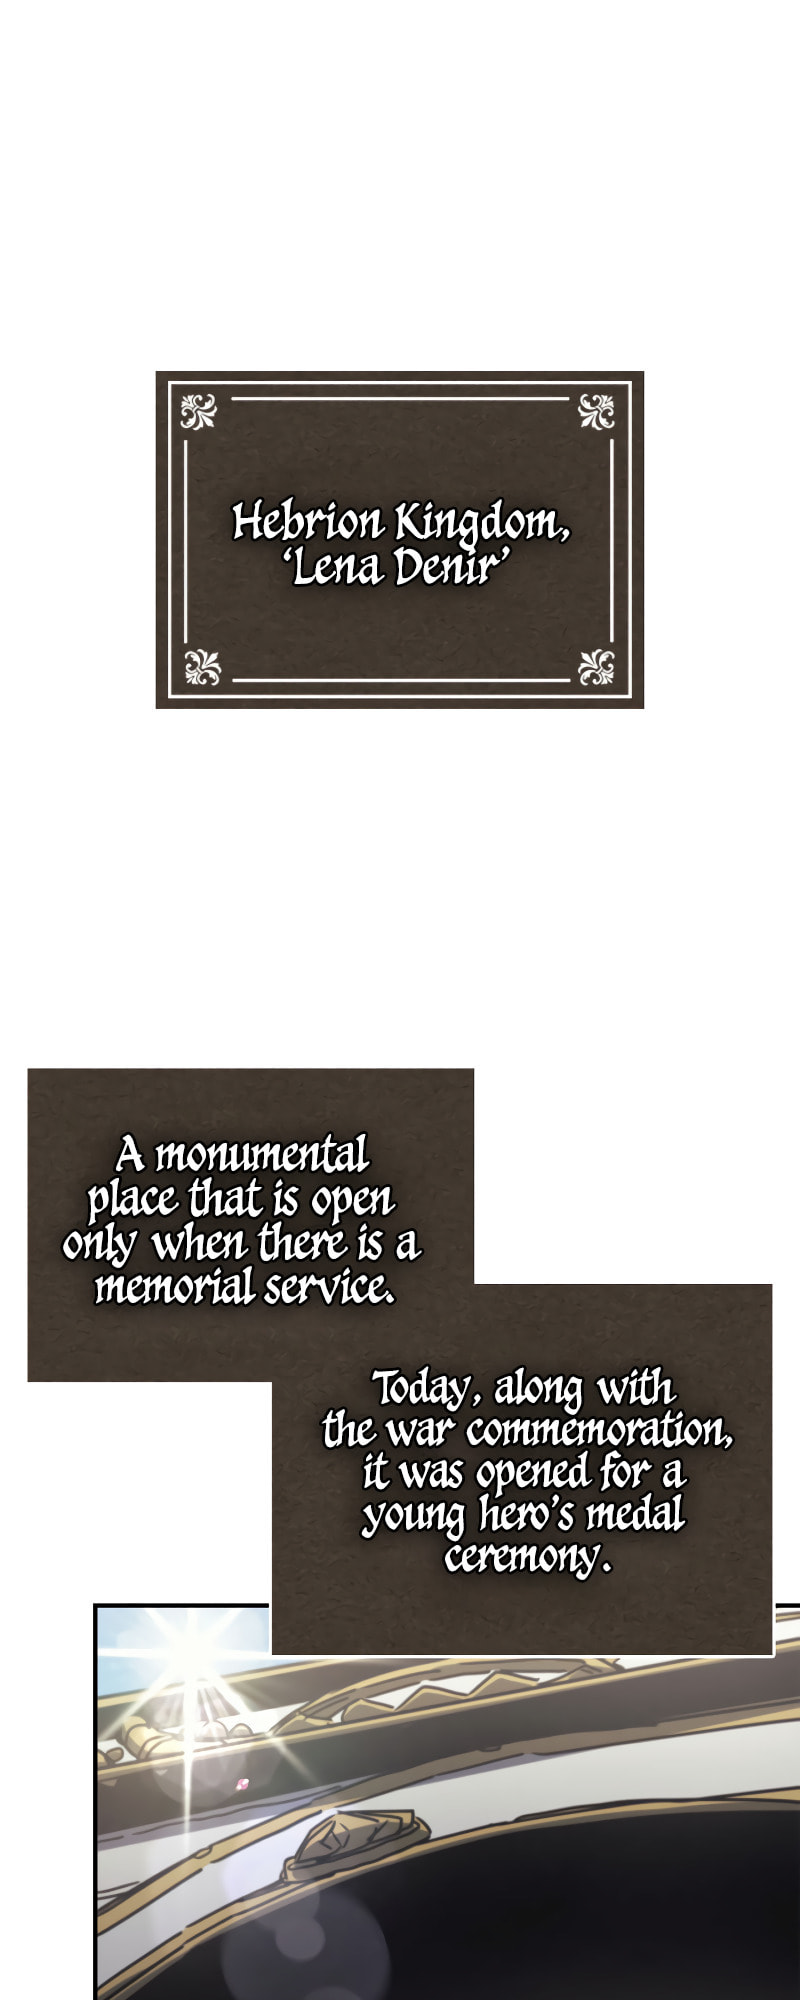 Hebrion Kingdom,
‘Lena Denir’
A monumental
place that is open
only when there is a
memorial service.
Today, along with
the war commemoration,
it was opened for a
young hero’s medal
ceremony.